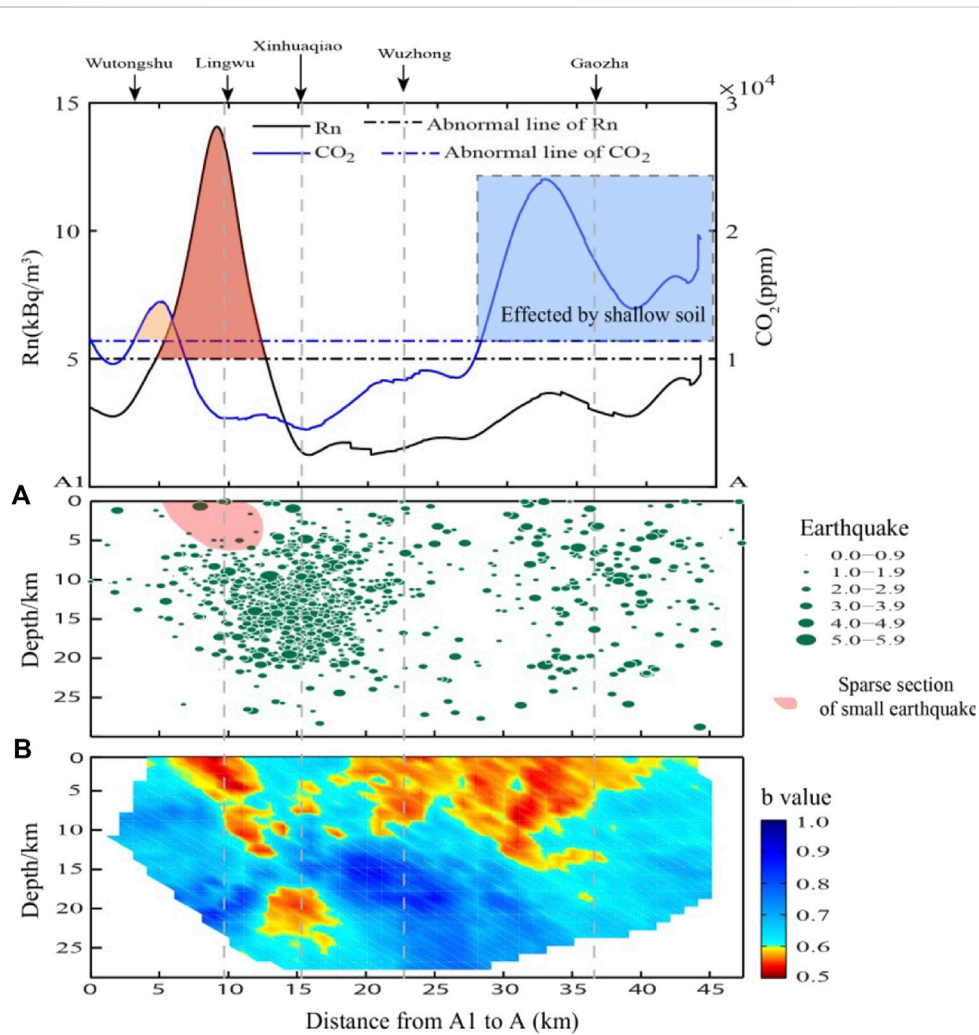 Wutongshu Lingwu Xinhuaqiao Wuzhong Gaozha
×10⁴
15 3
Rn Abnormal line of Rn
CO₂ Abnormal line of CO₂
10 2
Rn(kBq/m³)
CO₂(ppm)
Effected by shallow soil
5 1
A1 A
A
0
5
10
15
20
25
Depth/km
Earthquake
0.0−0.9
1.0−1.9
2.0−2.9
3.0−3.9
4.0−4.9
5.0−5.9
Sparse section
of small earthquake
B
0
5
10
15
20
25
Depth/km
b value
1.0
0.9
0.8
0.7
0.6
0.5
0 5 10 15 20 25 30 35 40 45
Distance from A1 to A (km)